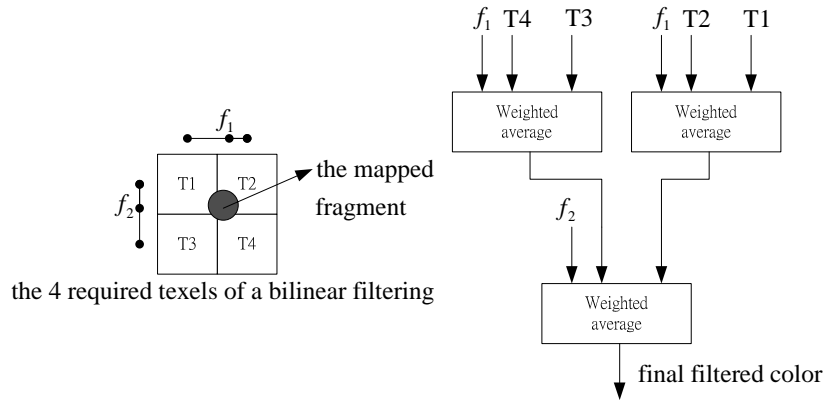 f1 T4 T3 f1 T2 T1
Weighted
average
Weighted
average
f1
the mapped
fragment
T1 T2
f2
T3 T4
the 4 required texels of a bilinear filtering
f2
Weighted
average
final filtered color